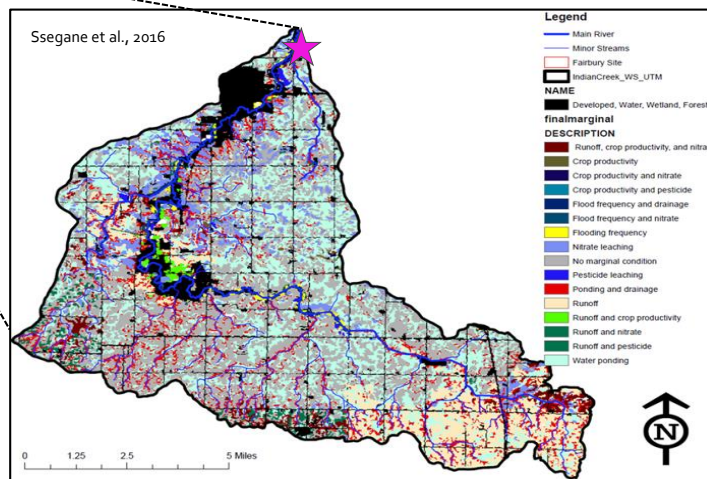 Ssegane et al., 2016
Legend
Main River
Minor Streams
Fairbury Site
IndianCreek_WS_UTM
NAME
Developed, Water, Wetland, Forest
finalmarginal
DESCRIPTION
Runoff, crop productivity, and nitra
Crop productivity
Crop productivity and nitrate
Crop productivity and pesticide
Flood frequency and drainage
Flood frequency and nitrate
Flooding frequency
Nitrate leaching
No marginal condition
Pesticide leaching
Ponding and drainage
Runoff
Runoff and crop productivity
Runoff and nitrate
Runoff and pesticide
Water ponding
N
0 1.25 2.5 5 Miles